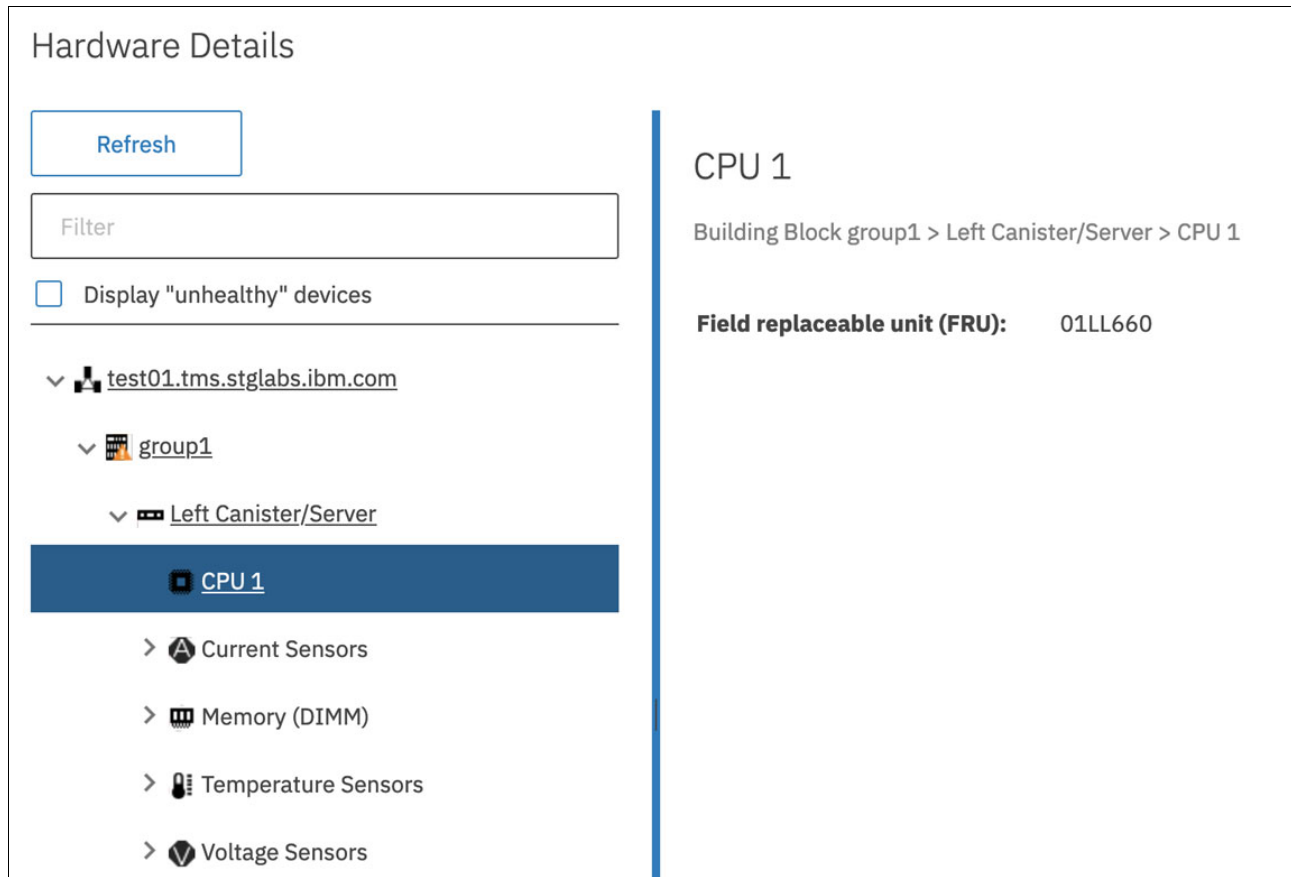 Hardware Details
Refresh
Filter
Display "unhealthy" devices
test01.tms.stglabs.ibm.com
group1
Left Canister/Server
CPU 1
Current Sensors
Memory (DIMM)
Temperature Sensors
Voltage Sensors
CPU 1
Building Block group1 > Left Canister/Server > CPU 1
Field replaceable unit (FRU): 01LL660